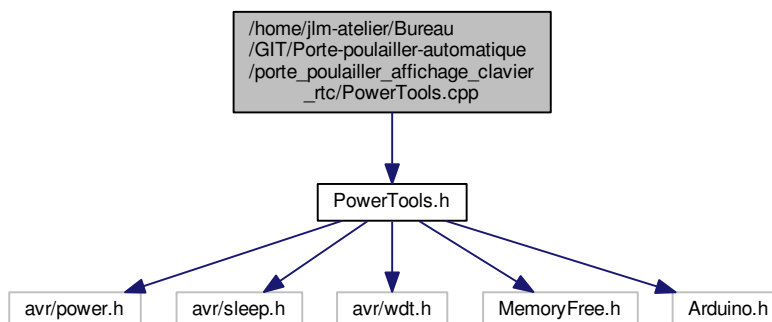 /home/jlm-atelier/Bureau
/GIT/Porte-poulailler-automatique
/porte_poulailler_affichage_clavier
_rtc/PowerTools.cpp
PowerTools.h
avr/power.h
avr/sleep.h
avr/wdt.h
MemoryFree.h
Arduino.h